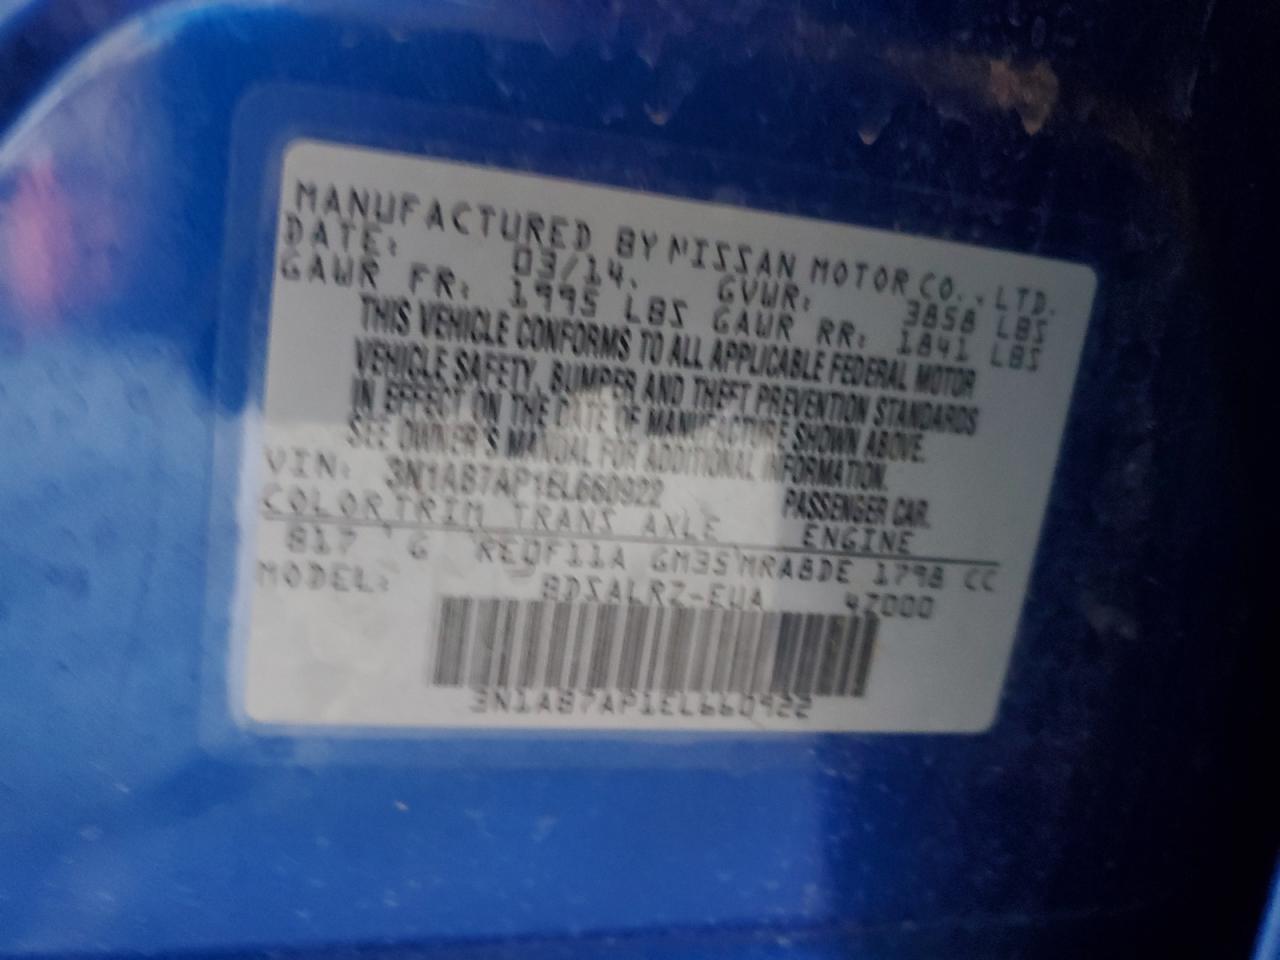 MANUFACTURED BY NISSAN MOTOR CO., LTD.
DATE: 03/14. GVWR: 3858 LBS
GAWR FR: 1995 LBS GAWR RR: 1841 LBS
THIS VEHICLE CONFORMS TO ALL APPLICABLE FEDERAL MOTOR
VEHICLE SAFETY, BUMPER AND THEFT PREVENTION STANDARDS
IN EFFECT ON THE DATE OF MANUFACTURE SHOWN ABOVE.
SEE OWNER'S MANUAL FOR ADDITIONAL INFORMATION.
VIN: 3N1AB7AP1EL660922 PASSENGER CAR.
COLOR TRIM TRANS AXLE ENGINE
817 G RE0F11A GM35 MRA8DE 1798 CC
MODEL: BDSALRZ-EUA 47000
3N1AB7AP1EL660922